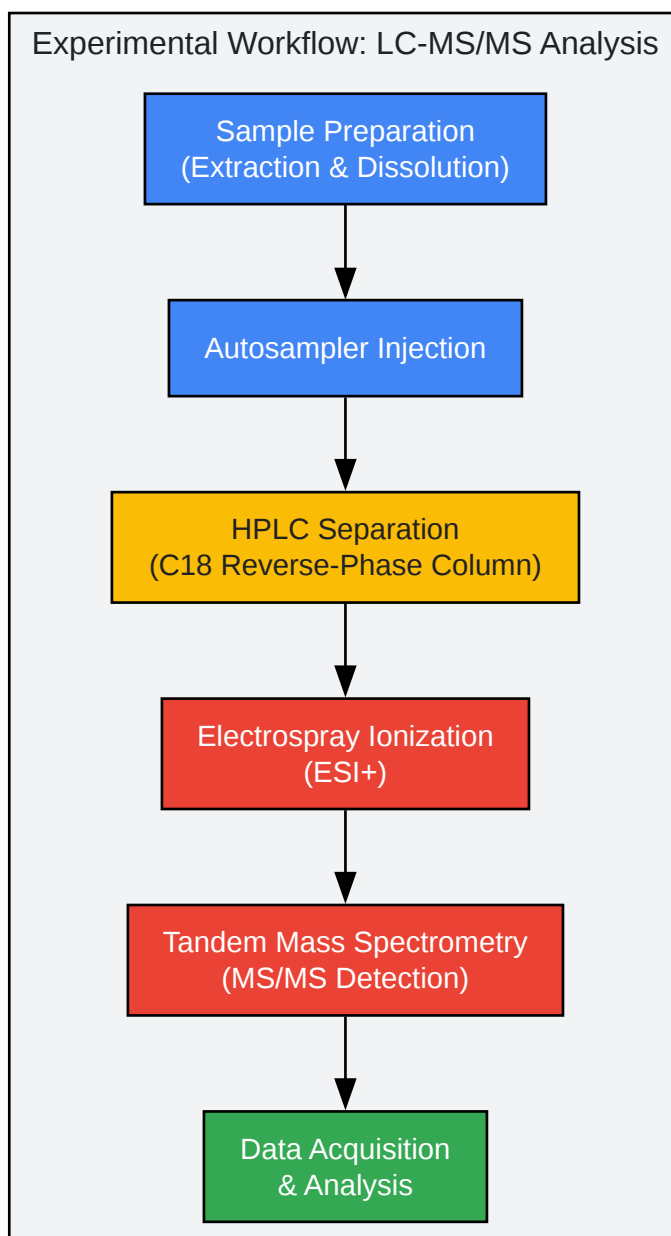 Experimental Workflow: LC-MS/MS Analysis
Sample Preparation
(Extraction & Dissolution)
Autosampler Injection
HPLC Separation
(C18 Reverse-Phase Column)
Electrospray Ionization
(ESI+)
Tandem Mass Spectrometry
(MS/MS Detection)
Data Acquisition
& Analysis